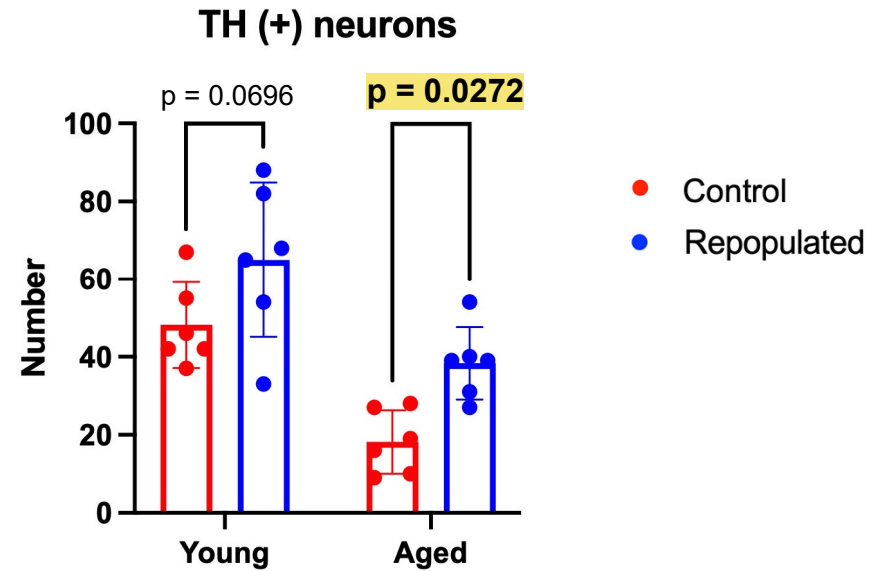 TH (+) neurons
p = 0.0696
p = 0.0272
100
80
60
40
20
0
Number
Young
Aged
Control
Repopulated